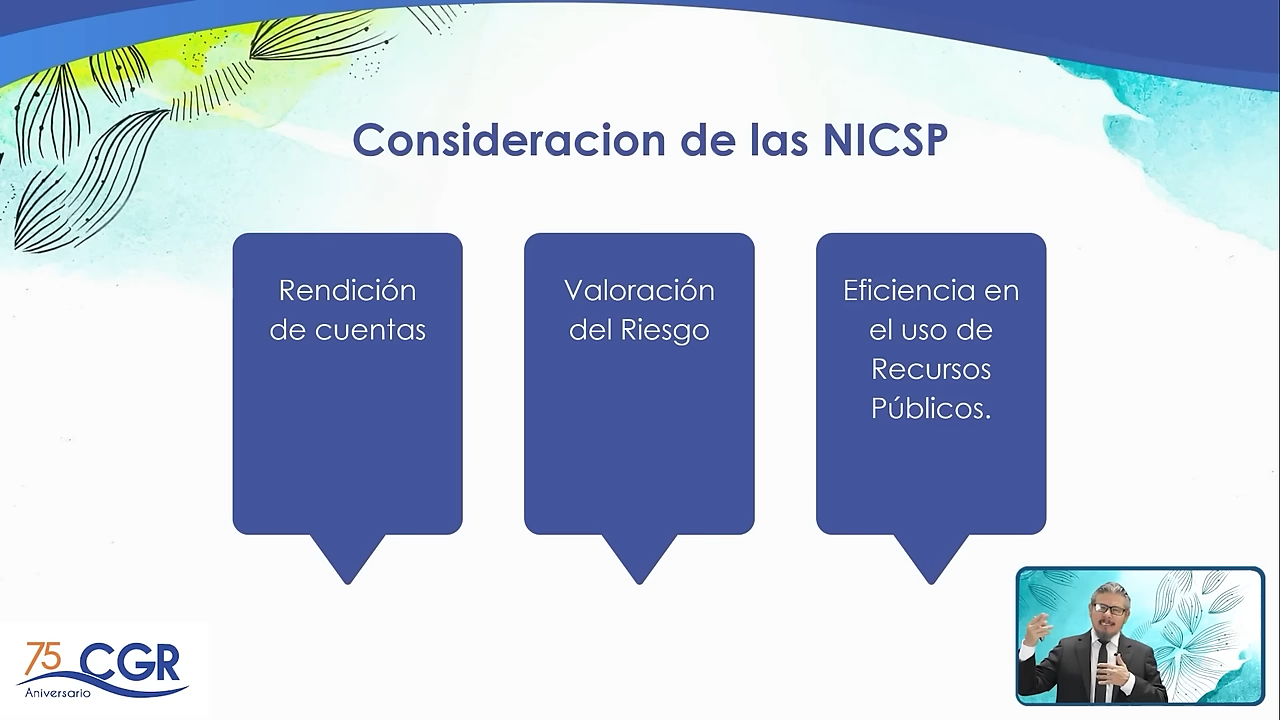 Consideracion de las NICSP
Rendición
de cuentas
Valoración
del Riesgo
Eficiencia en
el uso de
Recursos
Públicos.
75 CGR
Aniversario